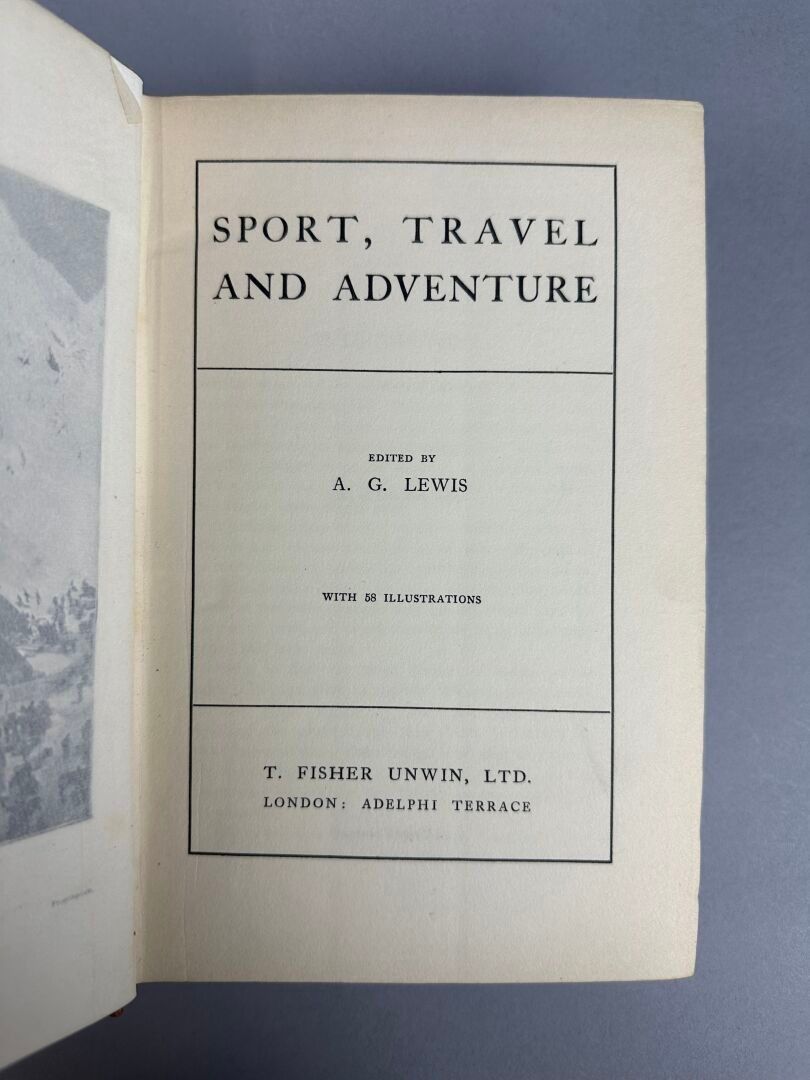 SPORT, TRAVEL
AND ADVENTURE
EDITED BY
A. G. LEWIS
WITH 58 ILLUSTRATIONS
T. FISHER UNWIN, LTD.
LONDON: ADELPHI TERRACE